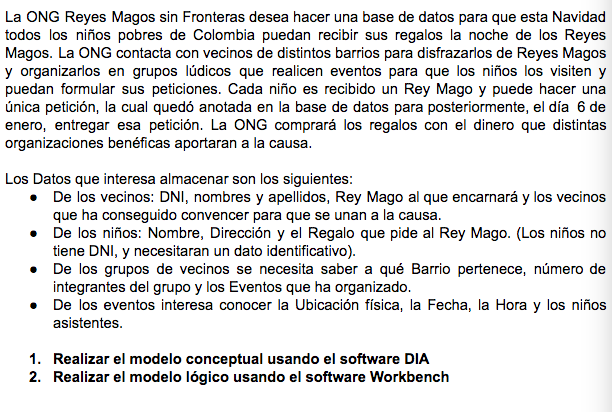 La ONG Reyes Magos sin Fronteras desea hacer una base de datos para que esta Navidad
todos los niños pobres de Colombia puedan recibir sus regalos la noche de los Reyes
Magos. La ONG contacta con vecinos de distintos barrios para disfrazarlos de Reyes Magos
y organizarlos en grupos lúdicos que realicen eventos para que los niños los visiten y
puedan formular sus peticiones. Cada niño es recibido un Rey Mago y puede hacer una
única petición, la cual quedó anotada en la base de datos para posteriormente, el día 6 de
enero, entregar esa petición. La ONG comprará los regalos con el dinero que distintas
organizaciones benéficas aportaran a la causa.
Los Datos que interesa almacenar son los siguientes:
● De los vecinos: DNI, nombres y apellidos, Rey Mago al que encarnará y los vecinos
que ha conseguido convencer para que se unan a la causa.
● De los niños: Nombre, Dirección y el Regalo que pide al Rey Mago. (Los niños no
tiene DNI, y necesitaran un dato identificativo).
● De los grupos de vecinos se necesita saber a qué Barrio pertenece, número de
integrantes del grupo y los Eventos que ha organizado.
● De los eventos interesa conocer la Ubicación física, la Fecha, la Hora y los niños
asistentes.
1. Realizar el modelo conceptual usando el software DIA
2. Realizar el modelo lógico usando el software Workbench